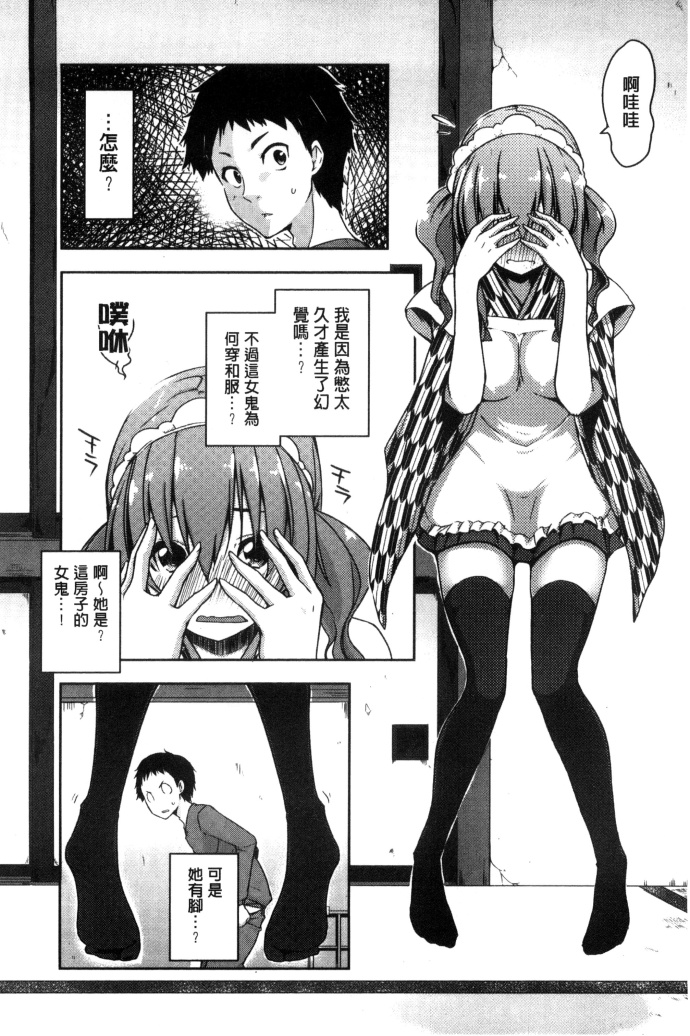 啊哇哇
…怎麼？
我是因為憋太
久才產生了幻
覺嗎…？
不過這女鬼為
何穿和服…？
噗咻
チラ
チラ
啊～她是？
這房子的
女鬼…！
可是
她有腳…？